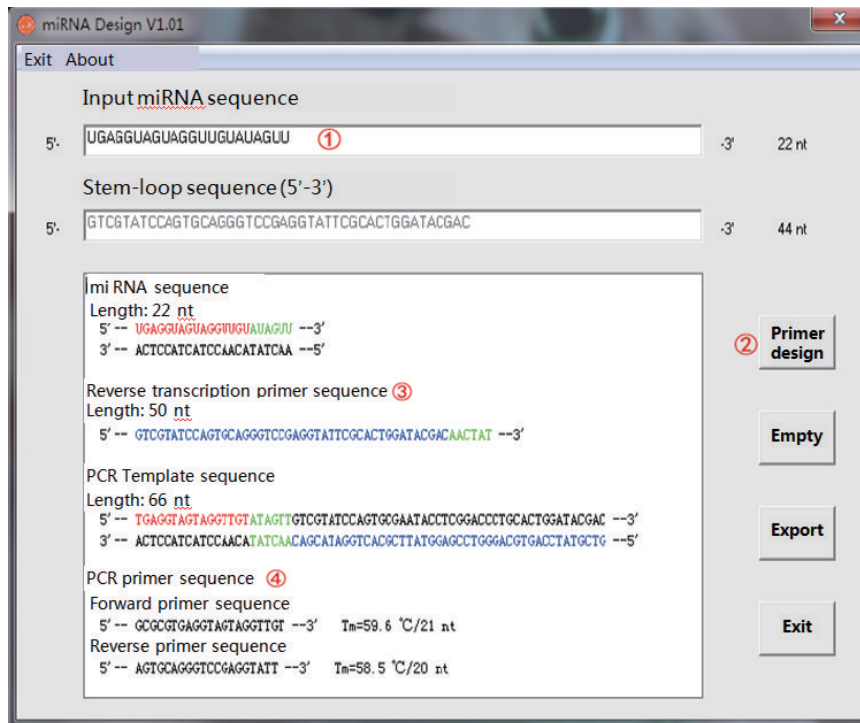 miRNA Design V1.01
Exit About
Input miRNA sequence
5'- UGAGGUAGUAGGUUGUAUAGUU ① -3' 22 nt
Stem-loop sequence (5'-3')
5'- GTCGTATCCAGTGCAGGGTCCGAGGTATTCGCACTGGATACGAC -3' 44 nt
mi RNA sequence
Length: 22 nt
5' -- UGAGGUAGUAGGUUGUAUAGUU --3'
3' -- ACTCCATCATCCAACATATCAA --5'
② Primer design
Reverse transcription primer sequence ③
Length: 50 nt
5' -- GTCGTATCCAGTGCAGGGTCCGAGGTATTCGCACTGGATACGACAACTAT --3'
Empty
PCR Template sequence
Length: 66 nt
5' -- TGAGGTAGTAGGTTGTATAGTTGTCGTATCCAGTGCGAATACCTCGGACCCTGCACTGGATACGAC --3'
3' -- ACTCCATCATCCAACATATCAACAGCATAGGTCACGCTTATGGAGCCTGGGACGTGACCTATGCTG --5'
Export
PCR primer sequence ④
Forward primer sequence
5' -- GCGCGTGAGGTAGTAGGTTGT --3' Tm=59.6 ℃/21 nt
Reverse primer sequence
5' -- AGTGCAGGGTCCGAGGTATT --3' Tm=58.5 ℃/20 nt
Exit